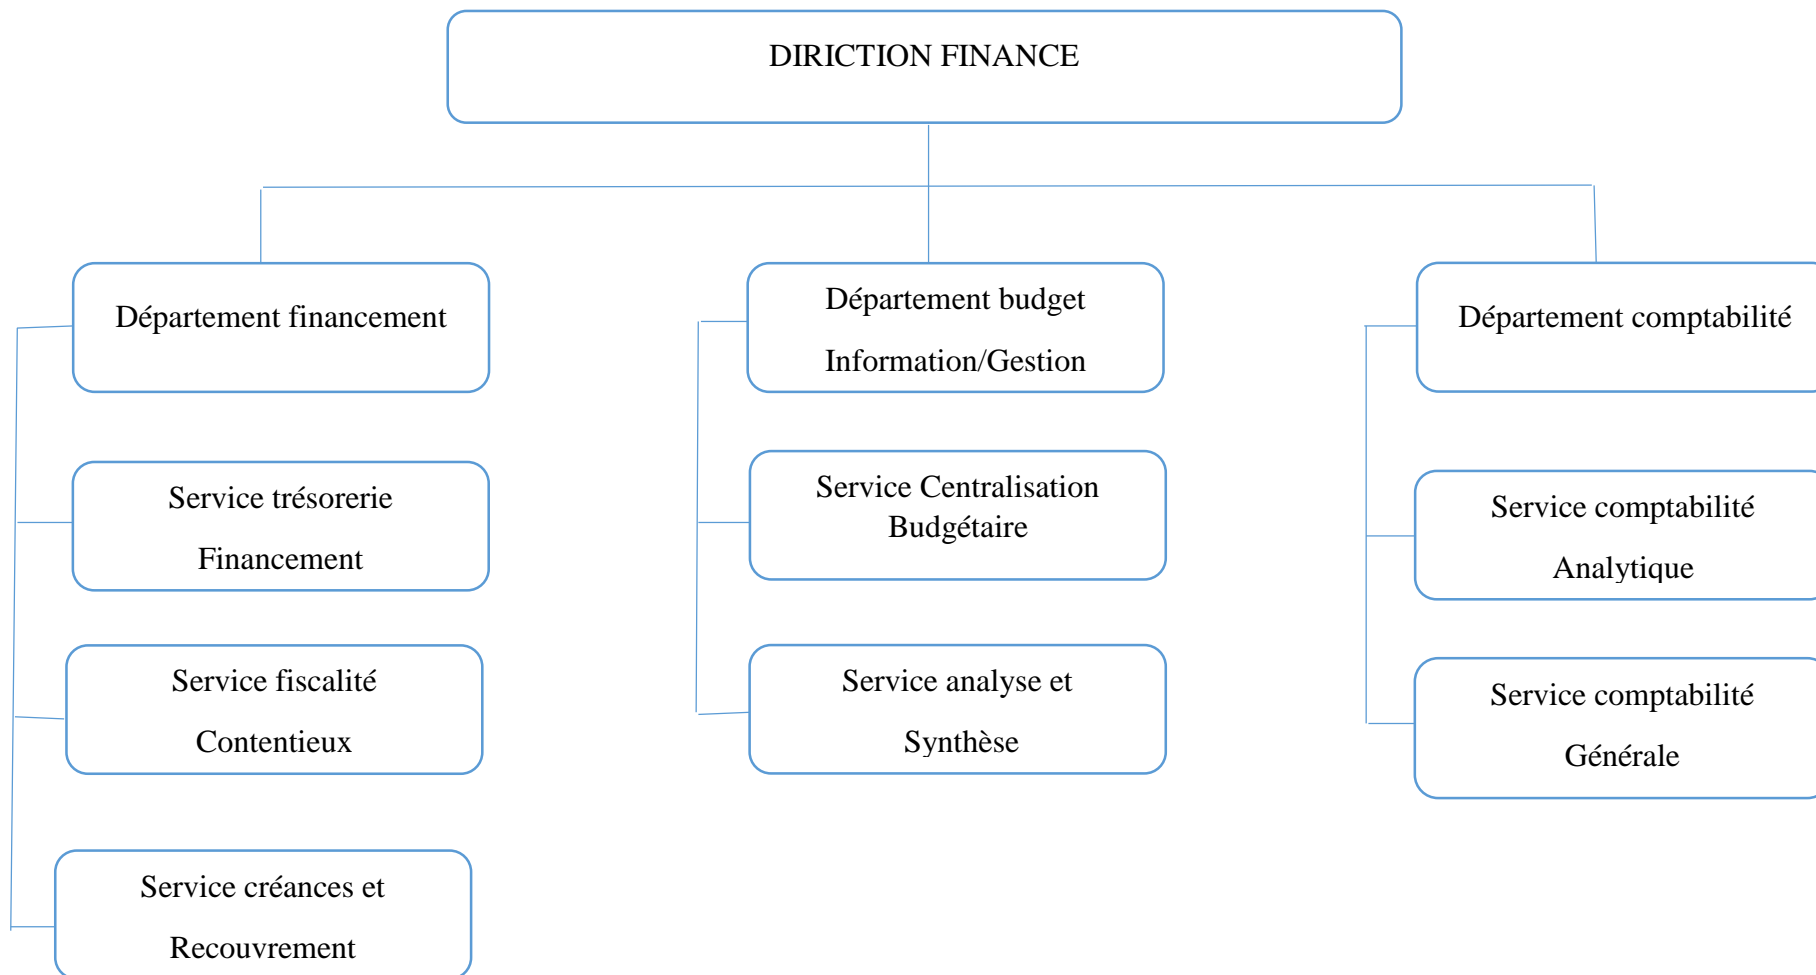 DIRICTION FINANCE
Département financement
Service trésorerie
Financement
Service fiscalité
Contentieux
Service créances et
Recouvrement
Département budget
Information/Gestion
Service Centralisation
Budgétaire
Service analyse et
Synthèse
Département comptabilité
Service comptabilité
Analytique
Service comptabilité
Générale